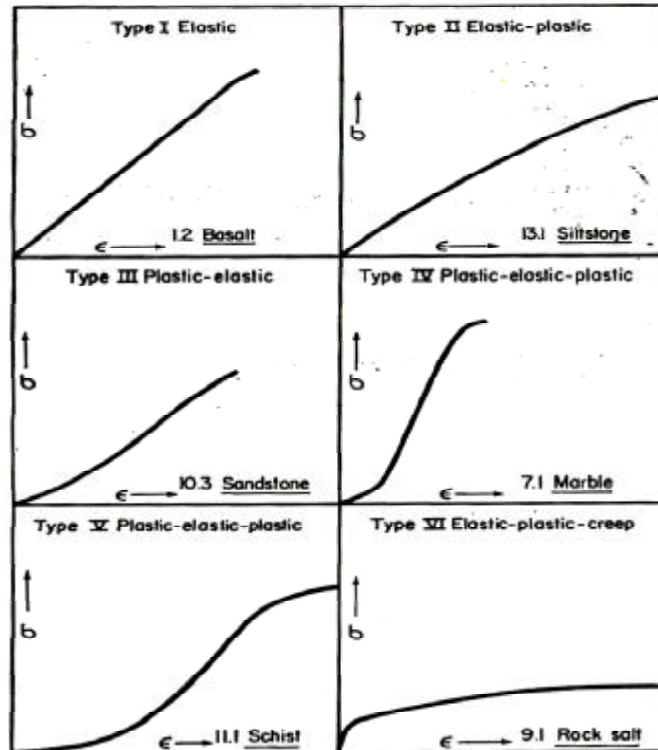 Type I Elastic
σ
ϵ
1.2 Basalt
Type II Elastic-plastic
σ
ϵ
13.1 Siltstone
Type III Plastic-elastic
σ
ϵ
10.3 Sandstone
Type IV Plastic-elastic-plastic
σ
ϵ
7.1 Marble
Type V Plastic-elastic-plastic
σ
ϵ
11.1 Schist
Type VI Elastic-plastic-creep
σ
ϵ
9.1 Rock salt